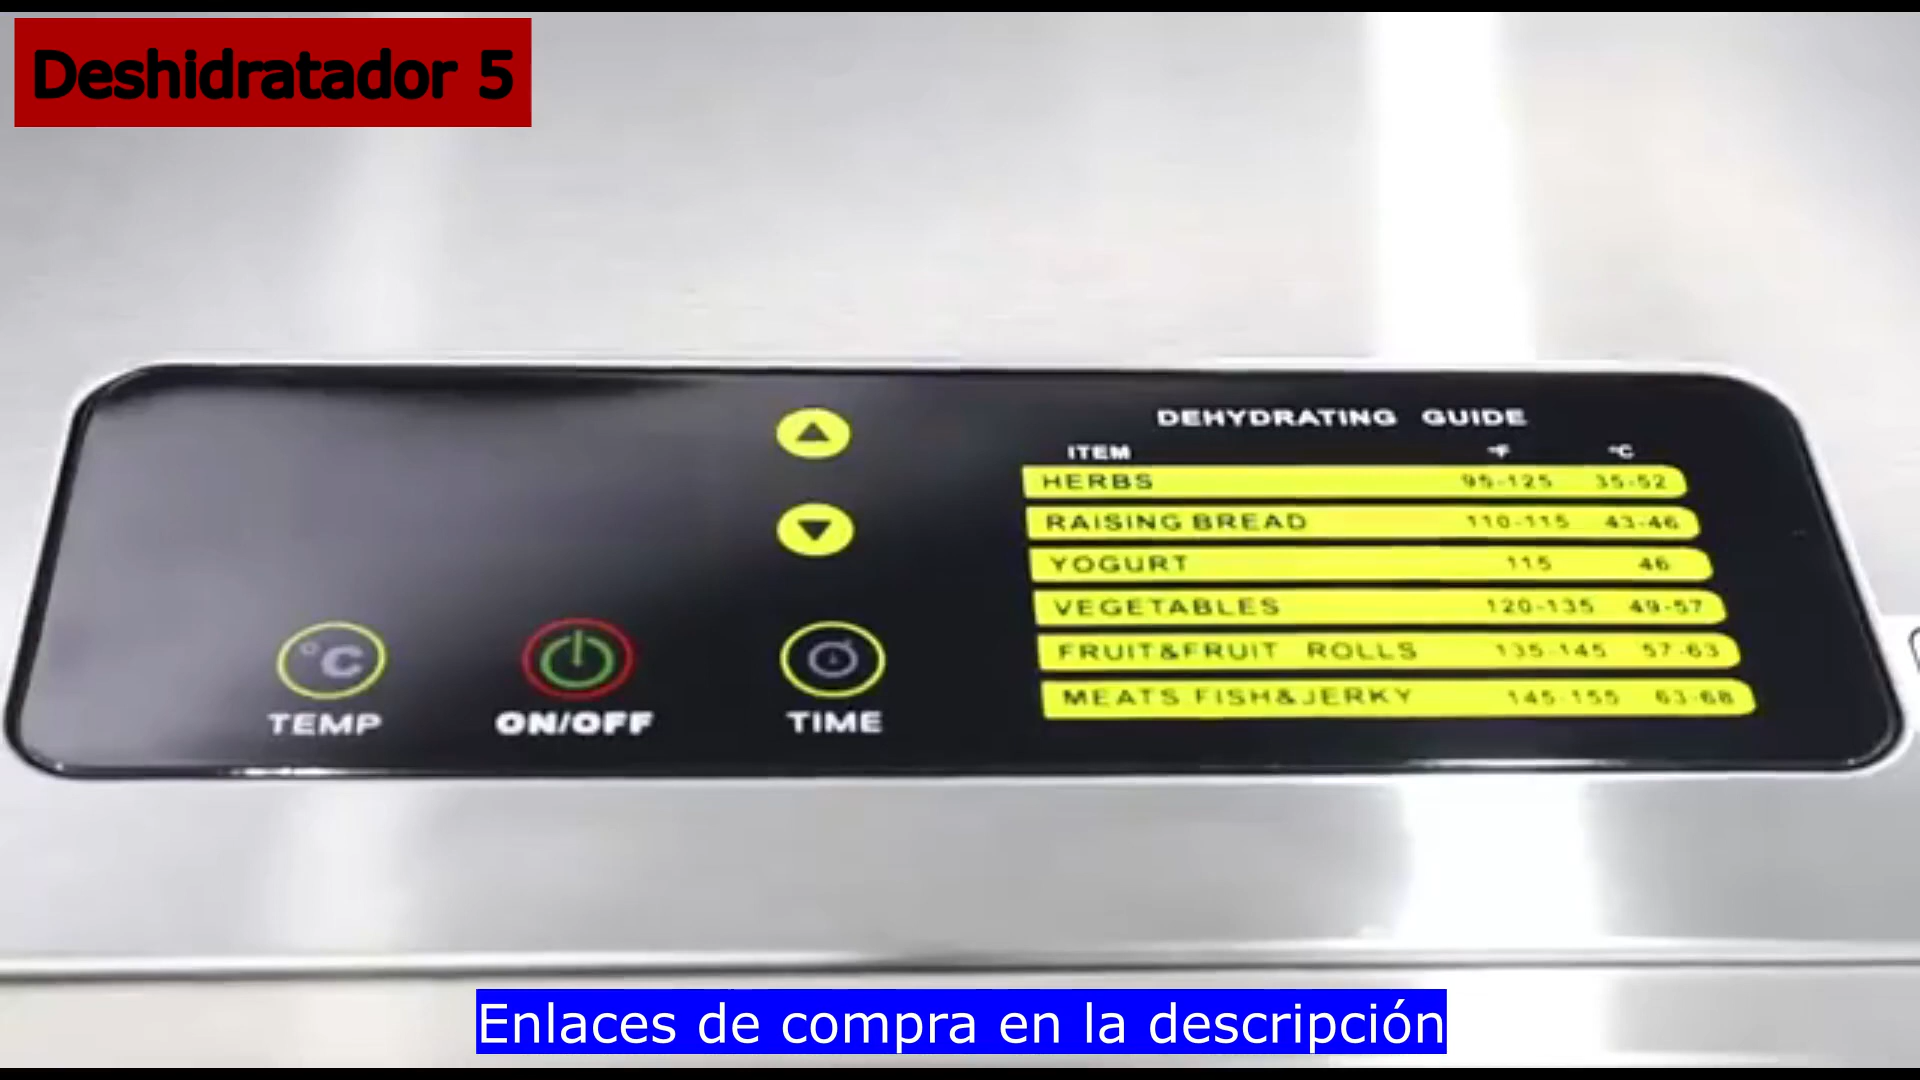 Deshidratador 5
DEHYDRATING GUIDE
ITEM °F °C
HERBS 95-125 35-52
RAISING BREAD 110-115 43-46
YOGURT 115 46
VEGETABLES 120-135 49-57
FRUIT&FRUIT ROLLS 135-145 57-63
MEATS FISH&JERKY 145-155 63-68
°C
TEMP ON/OFF TIME
Enlaces de compra en la descripción